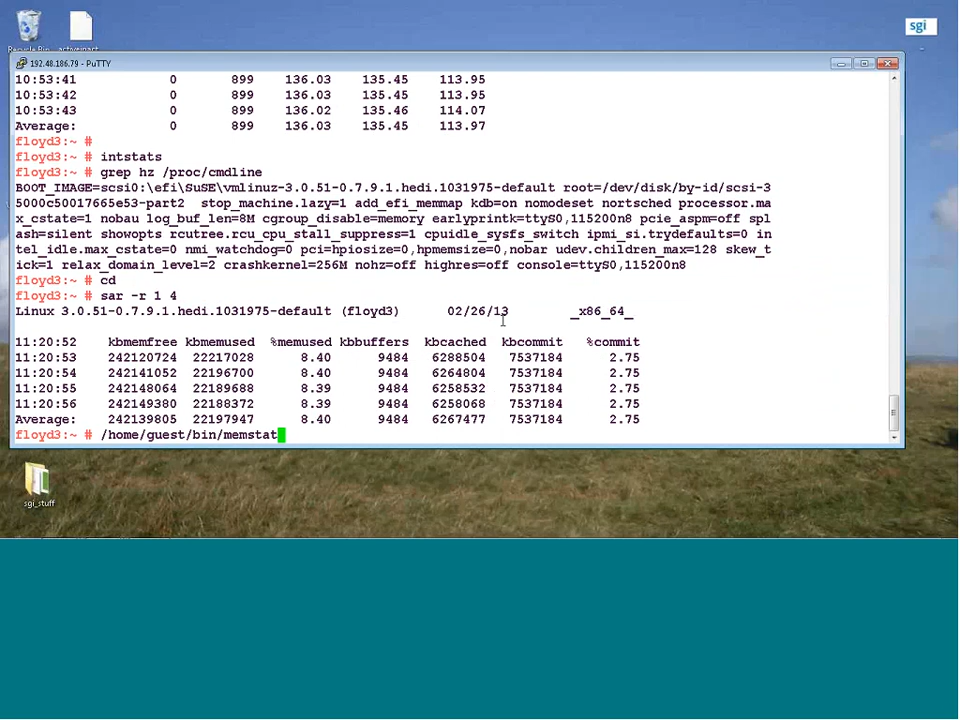 sgi
Recycle Bin
192.48.186.79 - PuTTY
10:53:41 0 899 136.03 135.45 113.95
10:53:42 0 899 136.03 135.45 113.95
10:53:43 0 899 136.02 135.46 114.07
Average: 0 899 136.03 135.45 113.97
floyd3:~ #
floyd3:~ # intstats
floyd3:~ # grep hz /proc/cmdline
BOOT_IMAGE=scsi0:\efi\SuSE\vmlinuz-3.0.51-0.7.9.1.hedi.1031975-default root=/dev/disk/by-id/scsi-3
5000c50017665e53-part2 stop_machine.lazy=1 add_efi_memmap kdb=on nomodeset nortsched processor.ma
x_cstate=1 nobau log_buf_len=8M cgroup_disable=memory earlyprintk=ttyS0,115200n8 pcie_aspm=off spl
ash=silent showopts rcutree.rcu_cpu_stall_suppress=1 cpuidle_sysfs_switch ipmi_si.trydefaults=0 in
tel_idle.max_cstate=0 nmi_watchdog=0 pci=hpiosize=0,hpmemsize=0,nobar udev.children_max=128 skew_t
ick=1 relax_domain_level=2 crashkernel=256M nohz=off highres=off console=ttyS0,115200n8
floyd3:~ # cd
floyd3:~ # sar -r 1 4
Linux 3.0.51-0.7.9.1.hedi.1031975-default (floyd3) 02/26/13 _x86_64_
11:20:52 kbmemfree kbmemused %memused kbbuffers kbcached kbcommit %commit
11:20:53 242120724 22217028 8.40 9484 6288504 7537184 2.75
11:20:54 242141052 22196700 8.40 9484 6264804 7537184 2.75
11:20:55 242148064 22189688 8.39 9484 6258532 7537184 2.75
11:20:56 242149380 22188372 8.39 9484 6258068 7537184 2.75
Average: 242139805 22197947 8.40 9484 6267477 7537184 2.75
floyd3:~ # /home/guest/bin/memstat
sgi_stuff